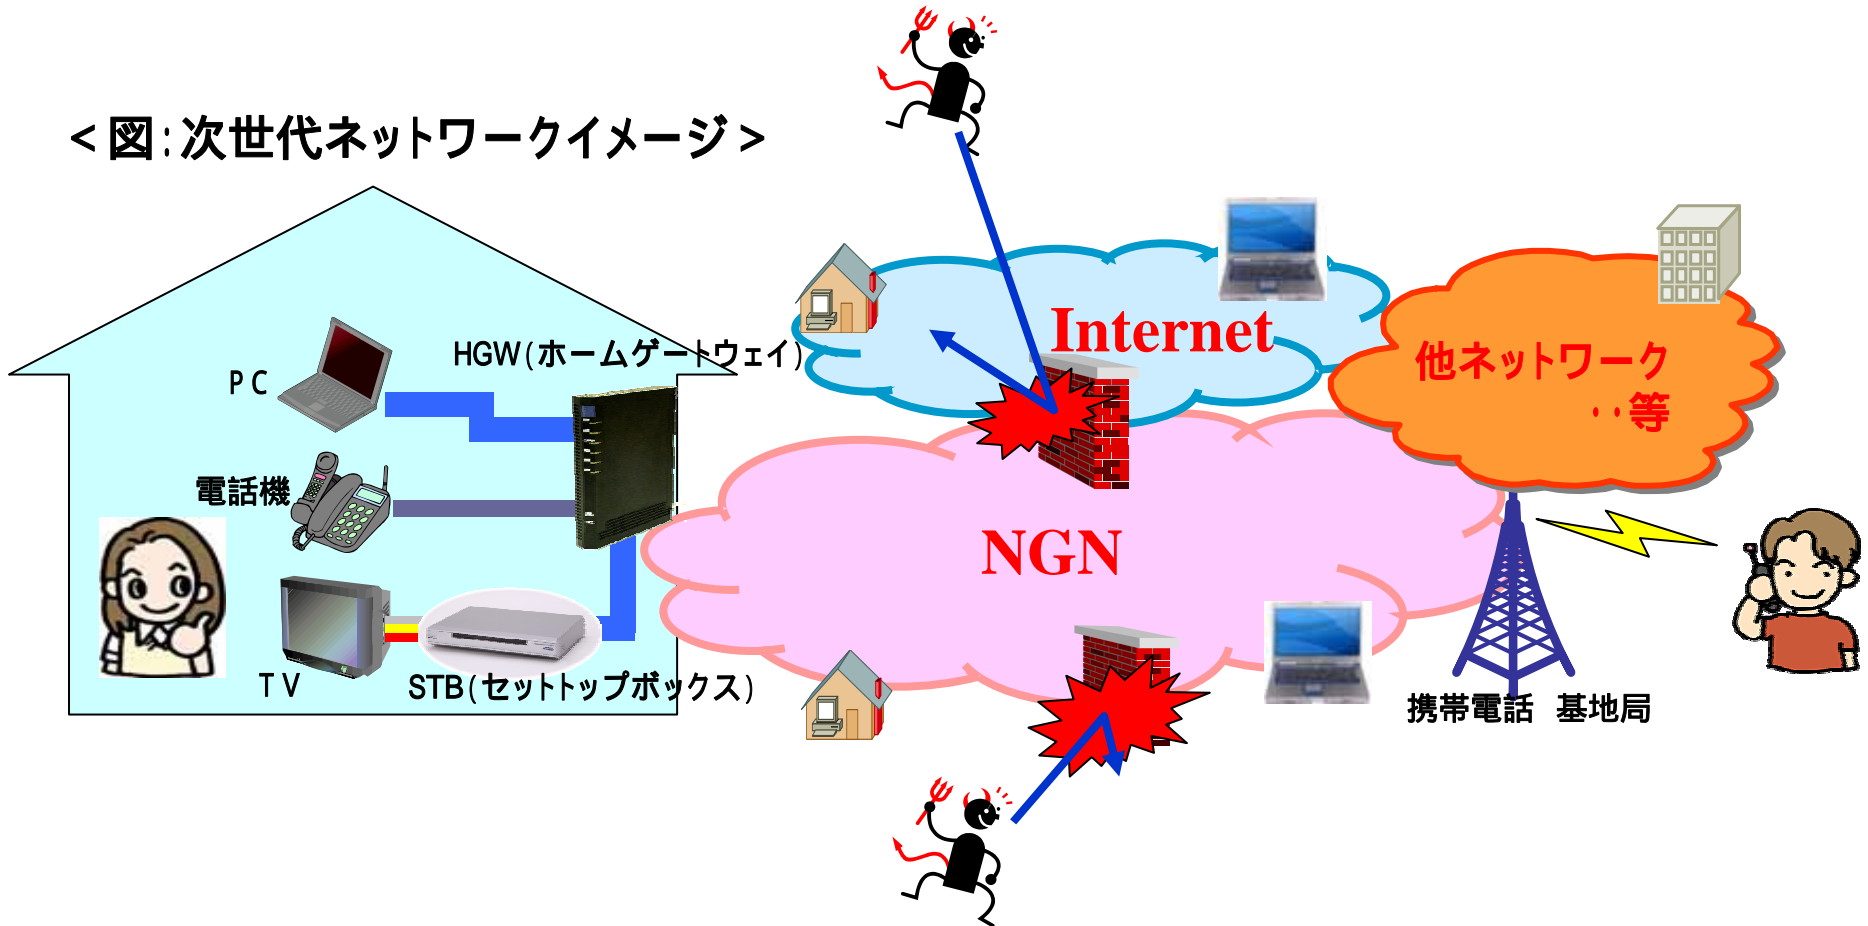 <図:次世代ネットワークイメージ>
Internet
HGW(ホームゲートウェイ)
他ネットワーク
‥等
PC
電話機
NGN
TV
STB(セットトップボックス)
携帯電話 基地局